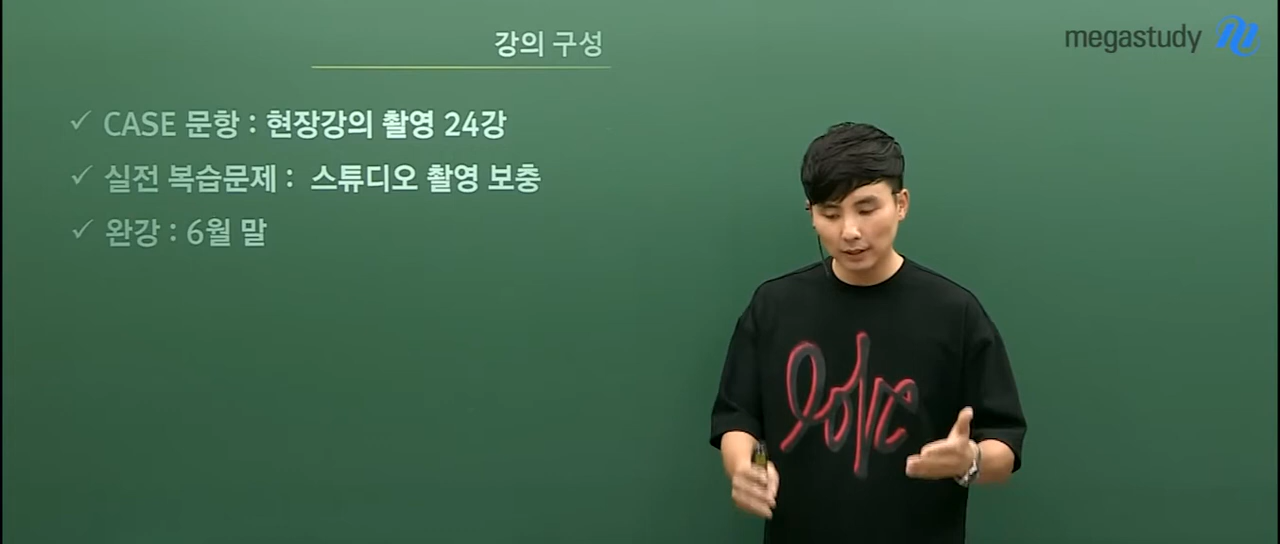 강의 구성
megastudy
✓ CASE 문항 : 현장강의 촬영 24강
✓ 실전 복습문제 : 스튜디오 촬영 보충
✓ 완강 : 6월 말
love